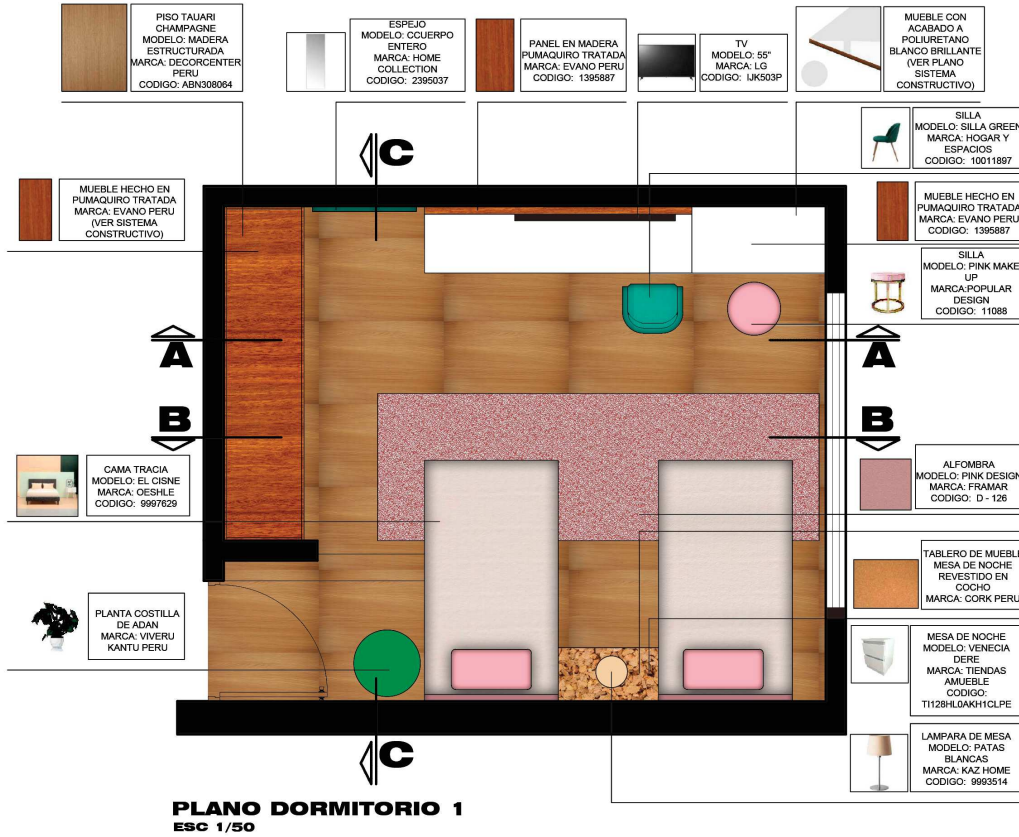 PISO TAUARI
CHAMPAGNE
MODELO: MADERA
ESTRUCTURADA
MARCA: DECORCENTER
PERU
CODIGO: ABN308064
ESPEJO
MODELO: CCUERPO
ENTERO
MARCA: HOME
COLLECTION
CODIGO: 2395037
PANEL EN MADERA
PUMAQUIRO TRATADA
MARCA: EVANO PERU
CODIGO: 1395887
TV
MODELO: 55"
MARCA: LG
CODIGO: IJK503P
MUEBLE CON
ACABADO A
POLIURETANO
BLANCO BRILLANTE
(VER PLANO
SISTEMA
CONSTRUCTIVO)
SILLA
MODELO: SILLA GREEN
MARCA: HOGAR Y
ESPACIOS
CODIGO: 10011897
C
MUEBLE HECHO EN
PUMAQUIRO TRATADA
MARCA: EVANO PERU
(VER SISTEMA
CONSTRUCTIVO)
MUEBLE HECHO EN
PUMAQUIRO TRATADA
MARCA: EVANO PERU
CODIGO: 1395887
SILLA
MODELO: PINK MAKE
UP
MARCA:POPULAR
DESIGN
CODIGO: 11088
A
A
B
B
CAMA TRACIA
MODELO: EL CISNE
MARCA: OESHLE
CODIGO: 9997629
ALFOMBRA
MODELO: PINK DESIGN
MARCA: FRAMAR
CODIGO: D - 126
TABLERO DE MUEBLE
MESA DE NOCHE
REVESTIDO EN
COCHO
MARCA: CORK PERU
PLANTA COSTILLA
DE ADAN
MARCA: VIVERU
KANTU PERU
MESA DE NOCHE
MODELO: VENECIA
DERE
MARCA: TIENDAS
AMUEBLE
CODIGO:
TI128HL0AKH1CLPE
LAMPARA DE MESA
MODELO: PATAS
BLANCAS
MARCA: KAZ HOME
CODIGO: 9993514
C
PLANO DORMITORIO 1
ESC 1/50